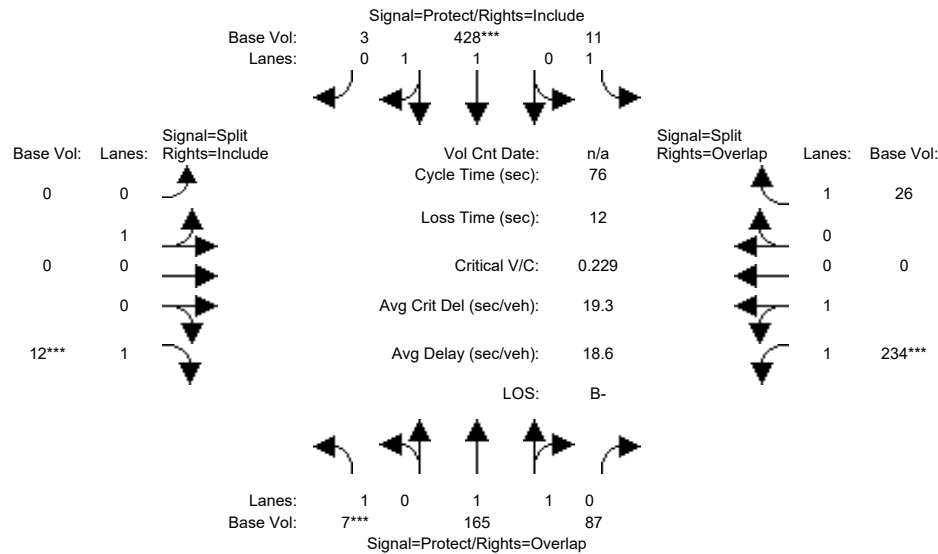 Signal=Protect/Rights=Include
Base Vol: 3 428*** 11
Lanes: 0 1 1 0 1
Signal=Split Signal=Split
Base Vol: Lanes: Rights=Include Vol Cnt Date: n/a Rights=Overlap Lanes: Base Vol:
Cycle Time (sec): 76
0 0 1 26
Loss Time (sec): 12
1 0
0 0 Critical V/C: 0.229 0 0
0 Avg Crit Del (sec/veh): 19.3 1
12*** 1 Avg Delay (sec/veh): 18.6 1 234***
LOS: B-
Lanes: 1 0 1 1 0
Base Vol: 7*** 165 87
Signal=Protect/Rights=Overlap